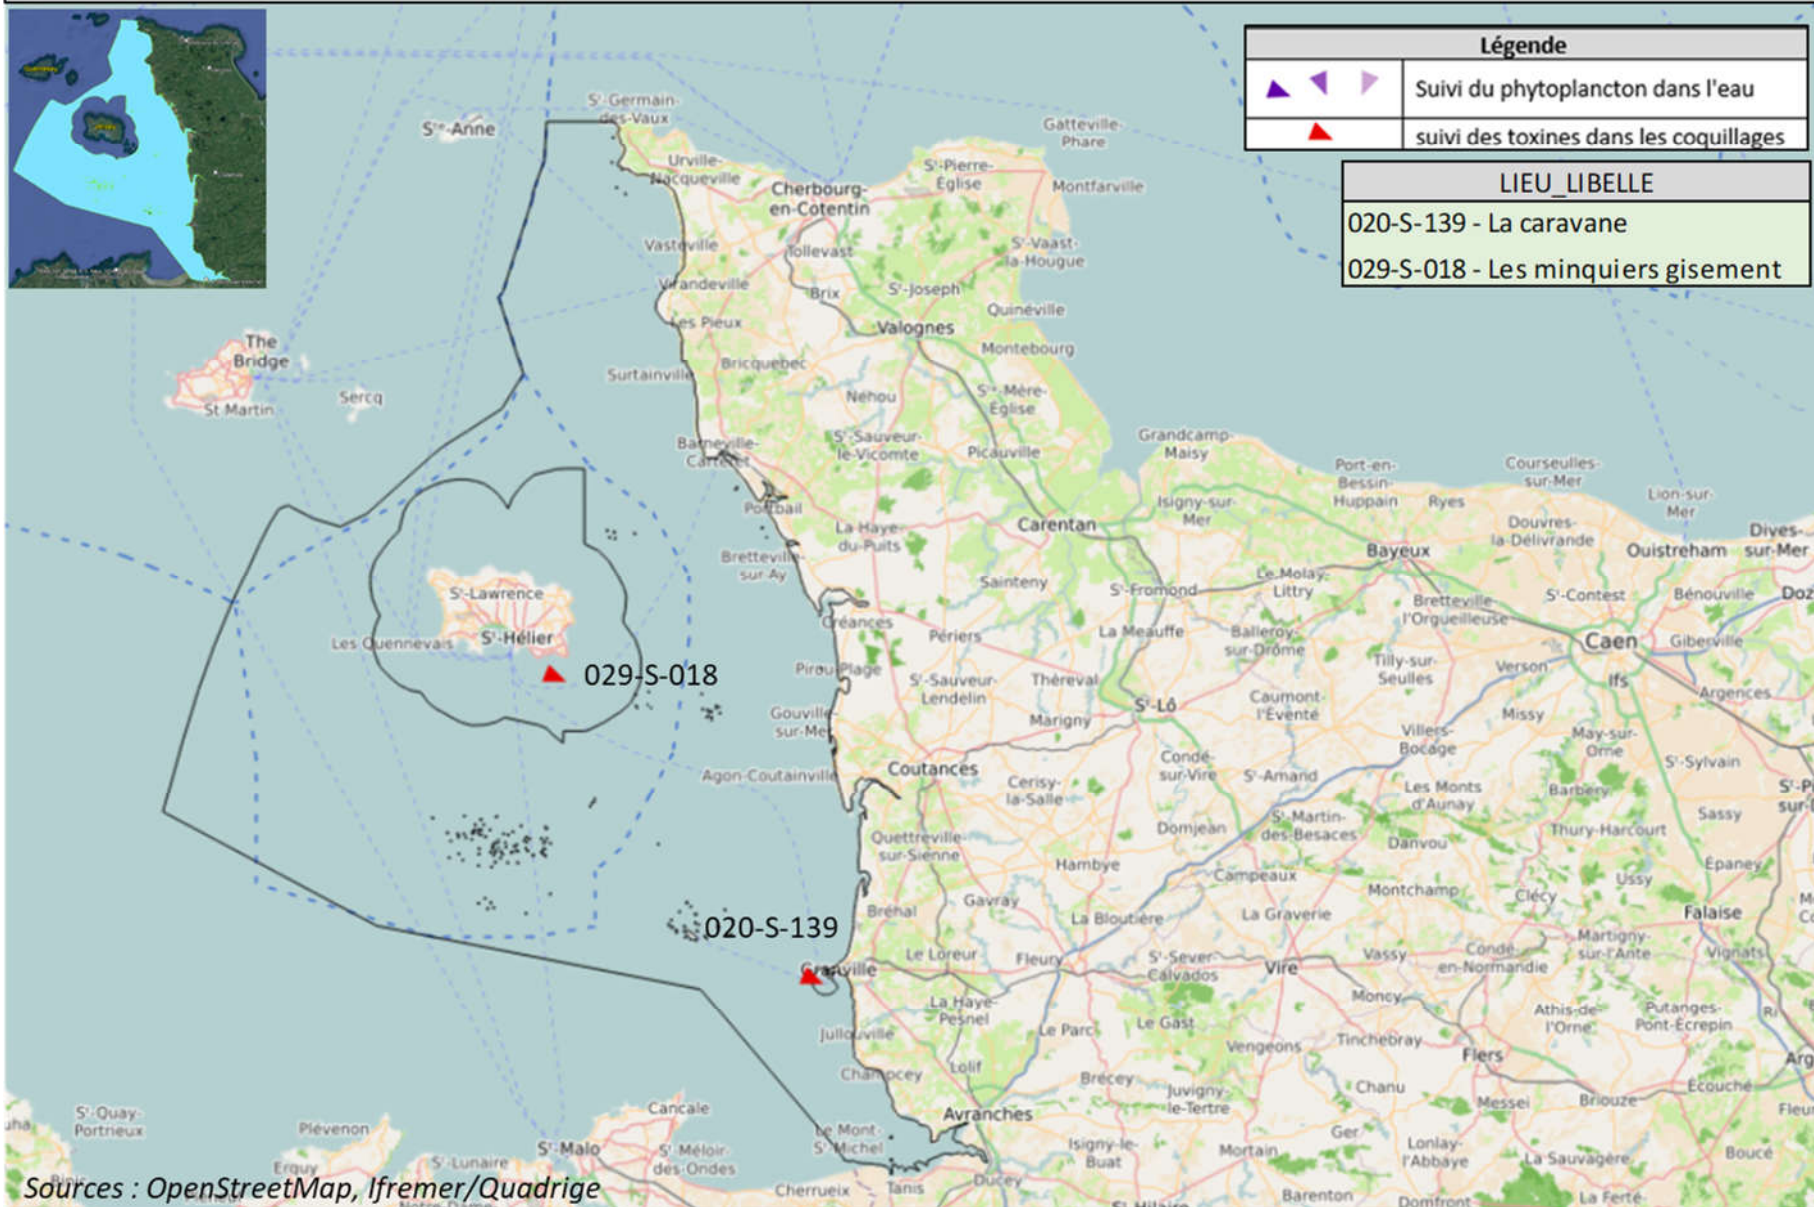 Légende
Suivi du phytoplancton dans l'eau
suivi des toxines dans les coquillages
LIEU_LIBELLE
020-S-139 - La caravane
029-S-018 - Les minquiers gisement
Sᵗ-Germain-
des-Vaux
Sᵗᵉ-Anne
Gatteville-
Phare
Urville-
Nacqueville
Sᵗ-Pierre-
Église
Montfarville
Cherbourg-
en-Cotentin
Vasteville
Tollevast
Sᵗ-Vaast-
la-Hougue
Virandeville
Brix
Sᵗ-Joseph
Quinéville
Les Pieux
Valognes
The
Bridge
Bricquebec
Montebourg
Surtainville
Sercq
St Martin
Néhou
Sᵗᵉ-Mère-
Église
Barneville-
Carteret
Sᵗ-Sauveur-
le-Vicomte
Picauville
Grandcamp-
Maisy
Port-en-
Bessin-
Huppain
Courseulles-
sur-Mer
Ryes
Lion-sur-
Mer
Portbail
Isigny-sur-
Mer
La Haye-
du-Puits
Carentan
Douvres-
la-Délivrande
Dives-
sur-Mer
Bretteville-
sur-Ay
Bayeux
Ouistreham
Sainteny
Sᵗ-Fromond
Le Molay-
Littry
Sᵗ-Contest
Bénouville
Doz
Sᵗ-Lawrence
Bretteville-
l'Orgueilleuse
Créances
Les Quennevais
Sᵗ-Hélier
Périers
La Meauffe
Balleroy-
sur-Drôme
Caen
Giberville
029-S-018
Pirou-Plage
Sᵗ-Sauveur-
Lendelin
Théreval
Tilly-sur-
Seulles
Verson
Ifs
Argences
Gouville-
sur-Mer
Marigny
Sᵗ-Lô
Caumont-
l'Éventé
Missy
Villers-
Bocage
May-sur-
Orne
Agon-Coutainville
Coutances
Cerisy-
la-Salle
Condé-
sur-Vire
Sᵗ-Amand
Les Monts
d'Aunay
Barbery
Sᵗ-Sylvain
Quettreville-
sur-Sienne
Domjean
Sᵗ-Martin-
des-Besaces
Danvou
Thury-Harcourt
Sassy
Hambye
Campeaux
Montchamp
Clécy
Ussy
Épaney
Bréhal
Gavray
La Bloutière
La Graverie
Falaise
020-S-139
Granville
Le Loreur
Fleury
Sᵗ-Sever-
Calvados
Vire
Vassy
Condé-
en-Normandie
Martigny-
sur-l'Ante
Vignats
La Haye-
Pesnel
Moncy
Jullouville
Le Parc
Le Gast
Vengeons
Tinchebray
Athis-de-
l'Orne
Putanges-
Pont-Écrepin
Champcey
Lolif
Brécey
Flers
Écouché
Juvigny-
le-Tertre
Chanu
Messei
Briouze
Sᵗ-Quay-
Portrieux
Plévenon
Cancale
Avranches
Sᵗ-Malo
Le Mont-
Sᵗ-Michel
Isigny-le-
Buat
Mortain
Ger
Lonlay-
l'Abbaye
La Sauvagère
Boucé
Erquy
Sᵗ-Lunaire
Sᵗ-Méloir-
des-Ondes
Cherrueix
Tanis
Ducey
Barenton
Domfront
La Ferté-
Sources : OpenStreetMap, Ifremer/Quadrige